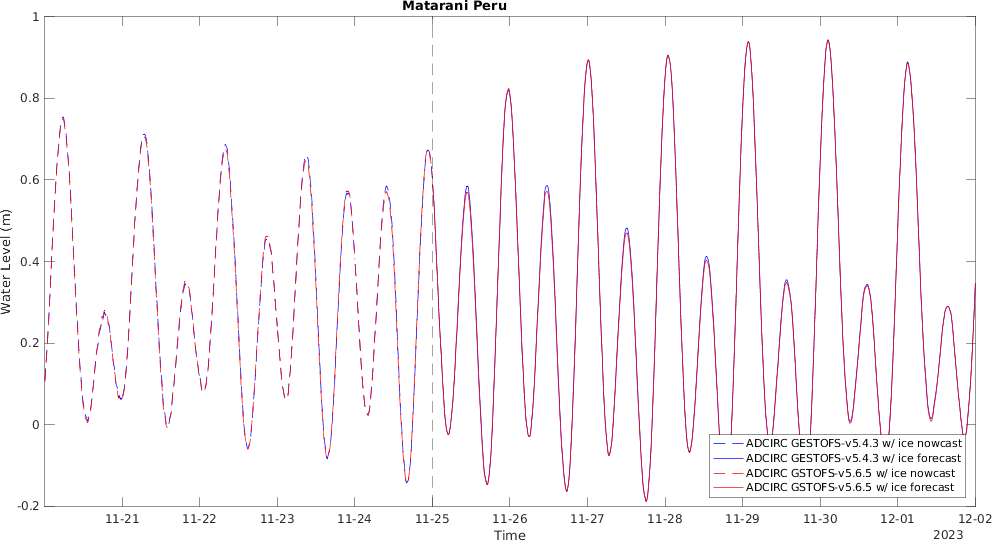 Matarani Peru
1
0.8
0.6
0.4
0.2
0
-0.2
Water Level (m)
11-21 11-22 11-23 11-24 11-25 11-26 11-27 11-28 11-29 11-30 12-01 12-02
Time
2023
ADCIRC GESTOFS-v5.4.3 w/ ice nowcast
ADCIRC GESTOFS-v5.4.3 w/ ice forecast
ADCIRC GSTOFS-v5.6.5 w/ ice nowcast
ADCIRC GSTOFS-v5.6.5 w/ ice forecast